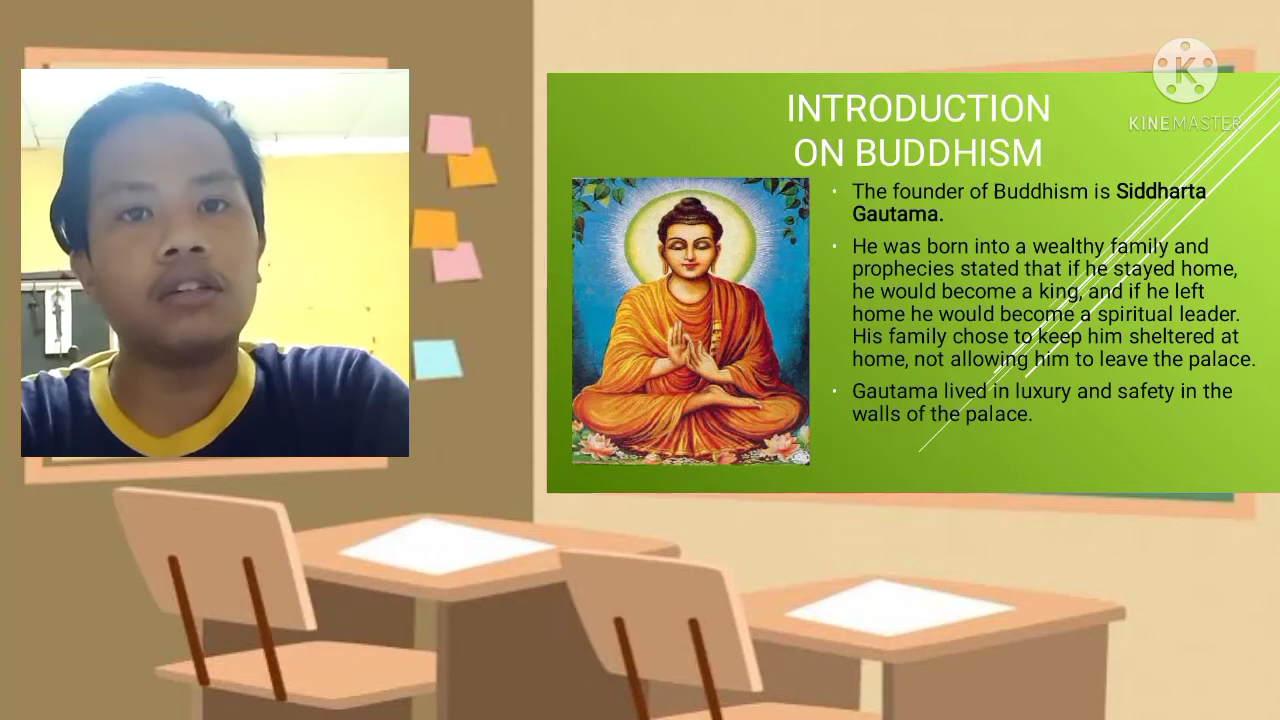 INTRODUCTION
ON BUDDHISM
• The founder of Buddhism is Siddharta
Gautama.
• He was born into a wealthy family and
prophecies stated that if he stayed home,
he would become a king, and if he left
home he would become a spiritual leader.
His family chose to keep him sheltered at
home, not allowing him to leave the palace.
• Gautama lived in luxury and safety in the
walls of the palace.
K
KINEMASTER